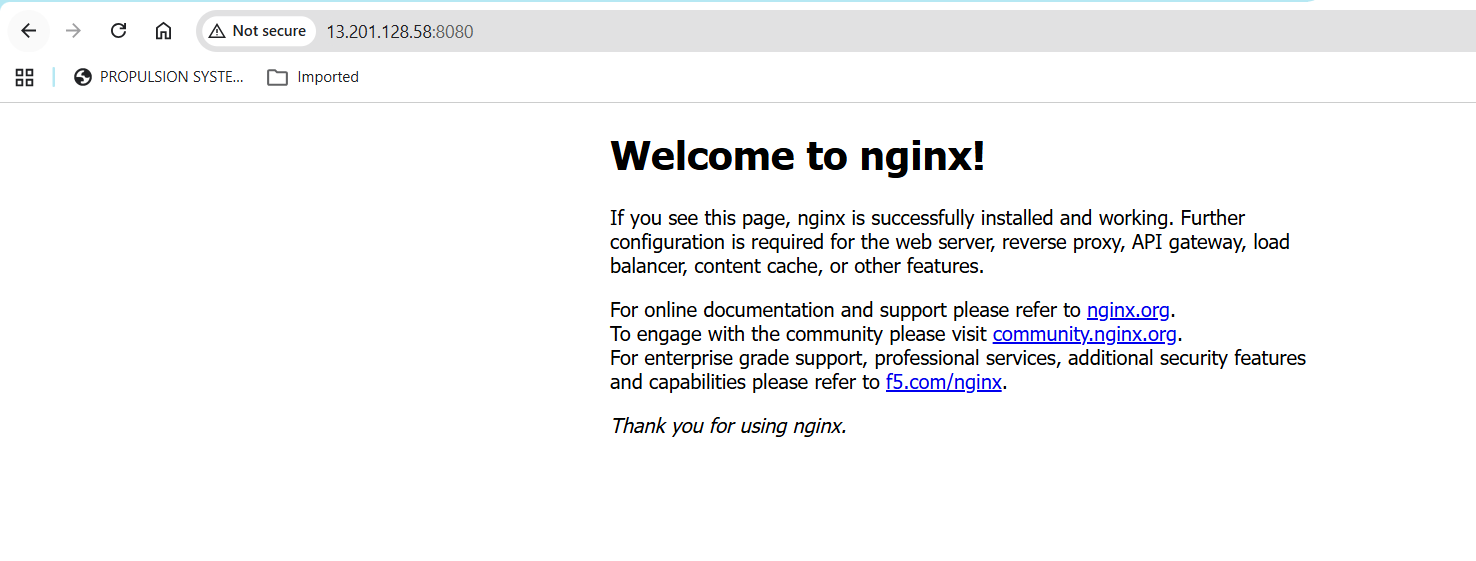 Not secure
13.201.128.58:8080
PROPULSION SYSTE...
Imported
Welcome to nginx!
If you see this page, nginx is successfully installed and working. Further
configuration is required for the web server, reverse proxy, API gateway, load
balancer, content cache, or other features.
For online documentation and support please refer to nginx.org.
To engage with the community please visit community.nginx.org.
For enterprise grade support, professional services, additional security features
and capabilities please refer to f5.com/nginx.
Thank you for using nginx.